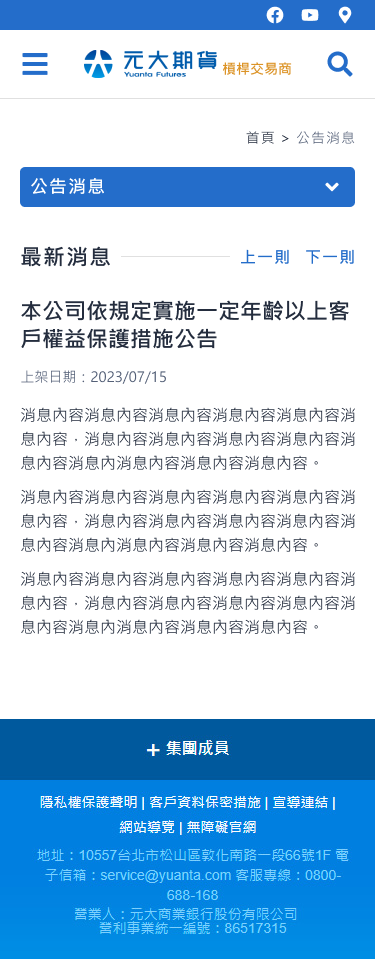 元大期貨 槓桿交易商
Yuanta Futures
首頁 > 公告消息
公告消息
最新消息 上一則 下一則
本公司依規定實施一定年齡以上客
戶權益保護措施公告
上架日期：2023/07/15
消息內容消息內容消息內容消息內容消息內容消
息內容，消息內容消息內容消息內容消息內容消
息內容消息內消息內容消息內容消息內容。
消息內容消息內容消息內容消息內容消息內容消
息內容，消息內容消息內容消息內容消息內容消
息內容消息內消息內容消息內容消息內容。
消息內容消息內容消息內容消息內容消息內容消
息內容，消息內容消息內容消息內容消息內容消
息內容消息內消息內容消息內容消息內容。
+ 集團成員
隱私權保護聲明 | 客戶資料保密措施 | 宣導連結 |
網站導覽 | 無障礙官網
地址：10557台北市松山區敦化南路一段66號1F 電
子信箱：service@yuanta.com 客服專線：0800-
688-168
營業人：元大商業銀行股份有限公司
營利事業統一編號：86517315